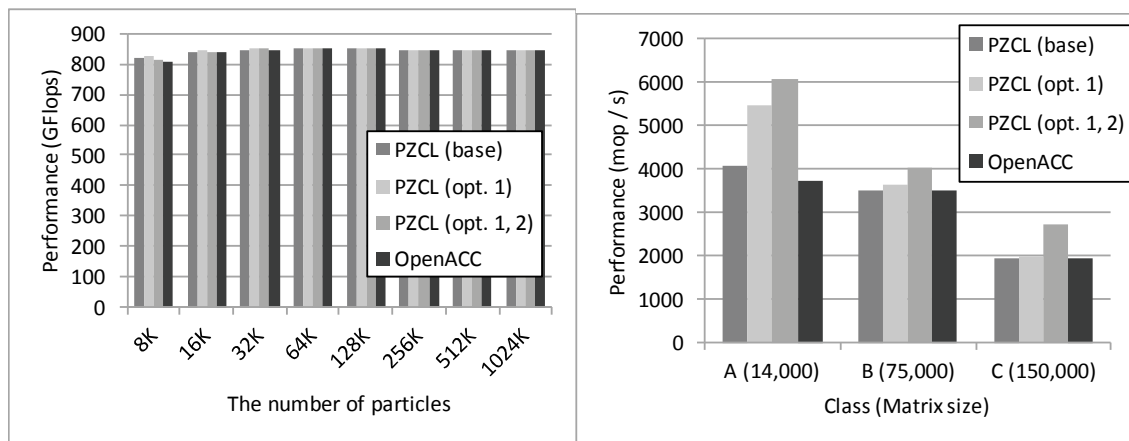 900
800
700
600
500
400
300
200
100
0
Performance (GFlops)
PZCL (base)
PZCL (opt. 1)
PZCL (opt. 1, 2)
OpenACC
8K
16K
32K
64K
128K
256K
512K
1024K
The number of particles
7000
6000
5000
4000
3000
2000
1000
0
Performance (mop / s)
PZCL (base)
PZCL (opt. 1)
PZCL (opt. 1, 2)
OpenACC
A (14,000)
B (75,000)
C (150,000)
Class (Matrix size)